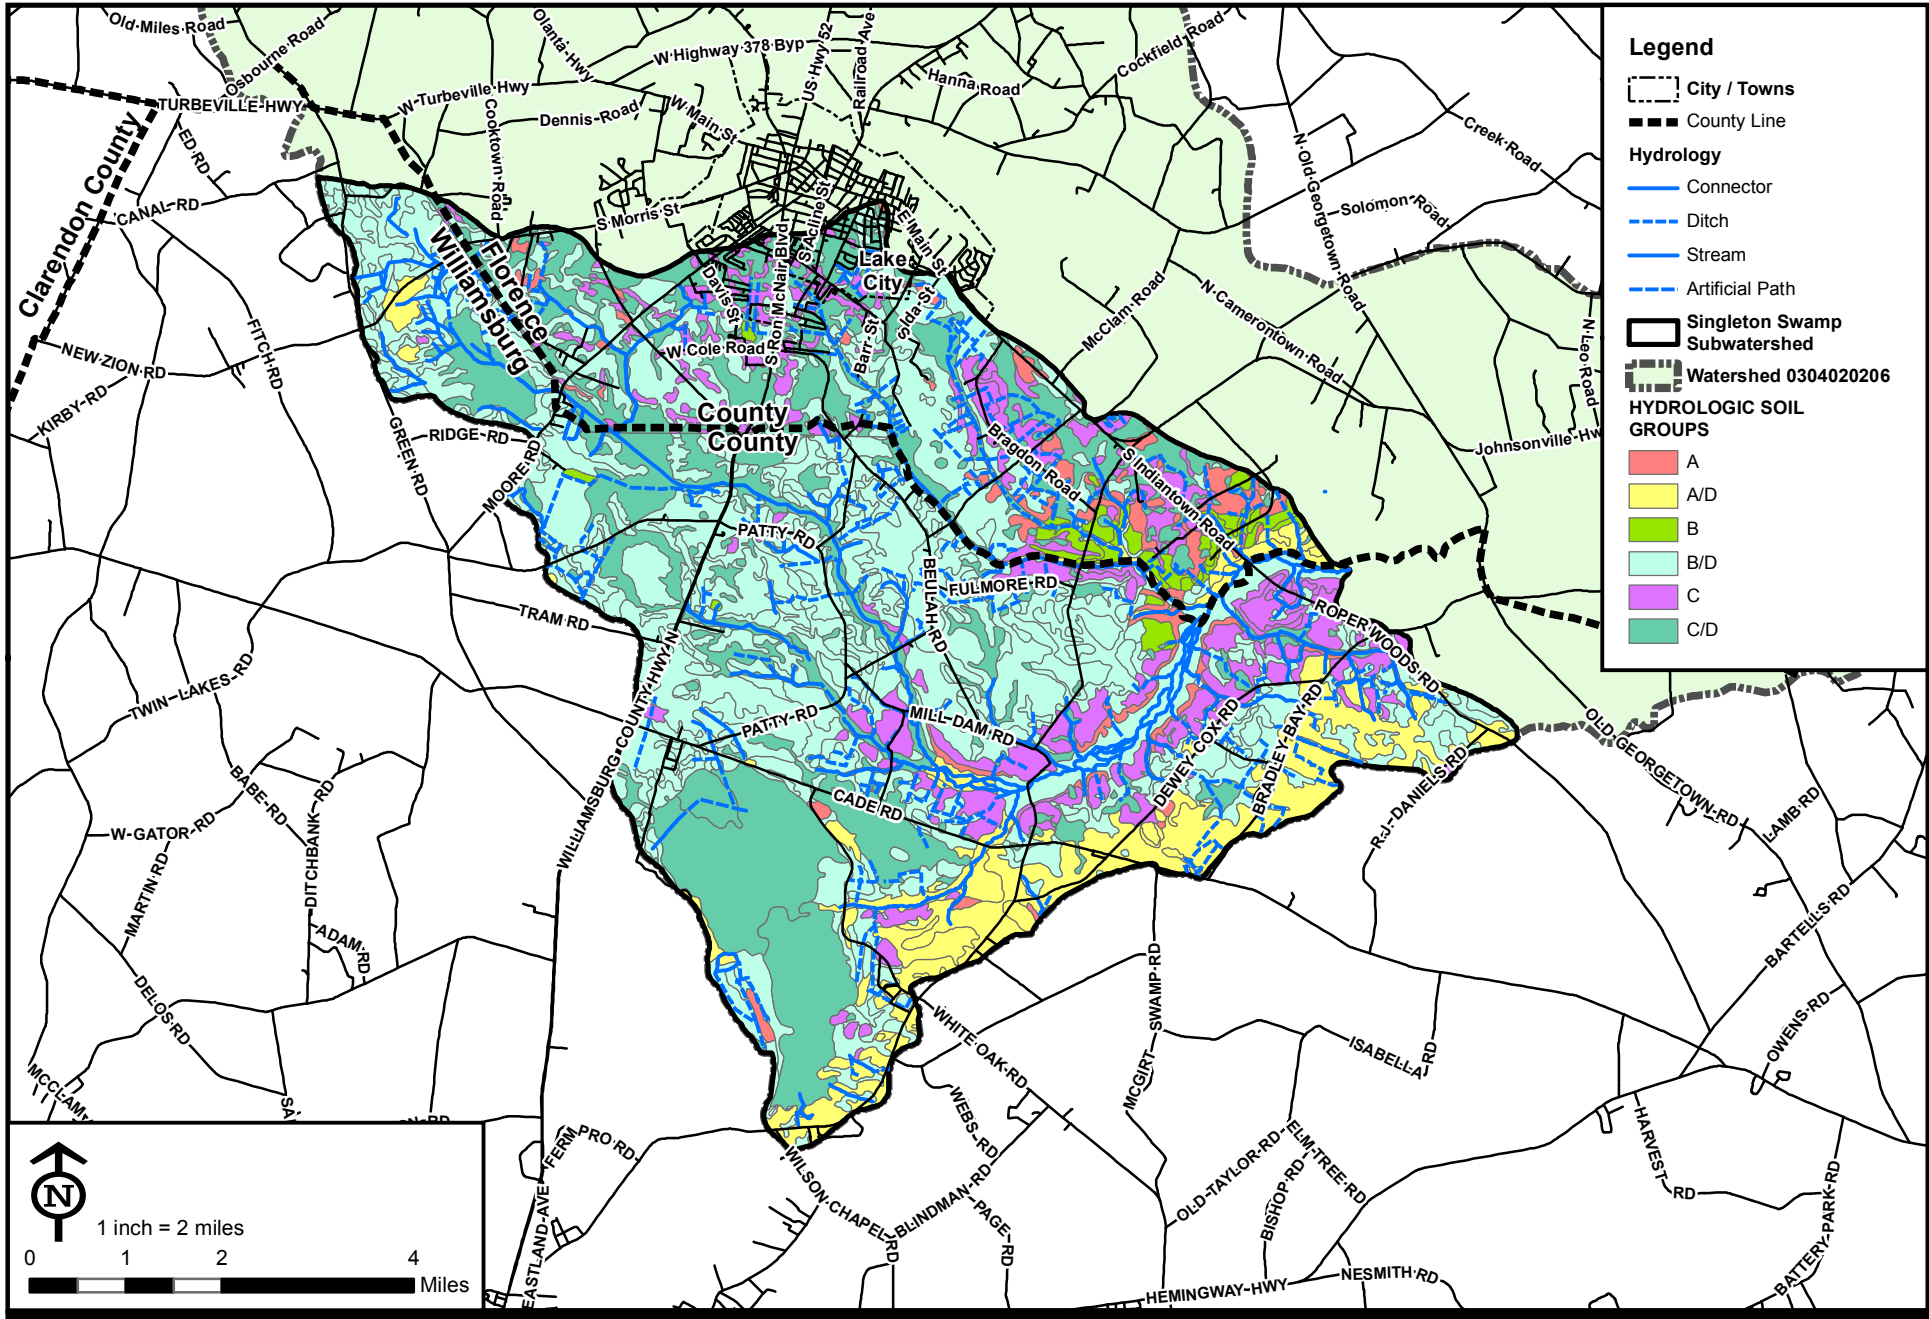 Old Miles Road
Osbourne Road
Olanta Hwy
W Highway 378 Byp
US Hwy 52
Railroad Ave
Hanna Road
Cockfield Road
TURBEVILLE HWY
W Turbeville Hwy
Cooktown Road
Dennis Road
W Main St
N Old Georgetown Road
Creek Road
Clarendon County
ED RD
CANAL RD
S Morris St
S Acline St
E Main St
Solomon Road
Florence
Williamsburg
Davis St
S Ron McNair Blvd
Lake
City
S Ida St
Barr St
McClam Road
N Camerontown Road
N Leo Road
NEW ZION RD
FITCH RD
KIRBY RD
W Cole Road
GREEN RD
RIDGE RD
MOORE RD
County
County
Bragdon Road
S Indiantown Road
Johnsonville Hw
PATTY RD
BEULAH RD
FULMORE RD
ROPER WOODS RD
TRAM RD
TWIN LAKES RD
WILLIAMSBURG COUNTY HWY N
PATTY RD
MILL DAM RD
DEWEY COX RD
BRADLEY BAY RD
OLD GEORGETOWN RD
BABE RD
DITCHBANK RD
W GATOR RD
CADE RD
R J DANIELS RD
LAMB RD
MARTIN RD
ADAM RD
BARTELLS RD
DELOS RD
WHITE OAK RD
MCGIRT SWAMP RD
ISABELLA RD
OWENS RD
MCCLAM
SA
ON RD
WEBS RD
FERM PRO RD
EASTLAND AVE
WILSON CHAPEL RD
BLINDMAN RD
PAGE RD
OLD TAYLOR RD
ELM TREE RD
BISHOP RD
HARVEST RD
BATTERY PARK RD
HEMINGWAY HWY
NESMITH RD
Legend
City / Towns
County Line
Hydrology
Connector
Ditch
Stream
Artificial Path
Singleton Swamp
Subwatershed
Watershed 0304020206
HYDROLOGIC SOIL
GROUPS
A
A/D
B
B/D
C
C/D
N
1 inch = 2 miles
0 1 2 4
Miles